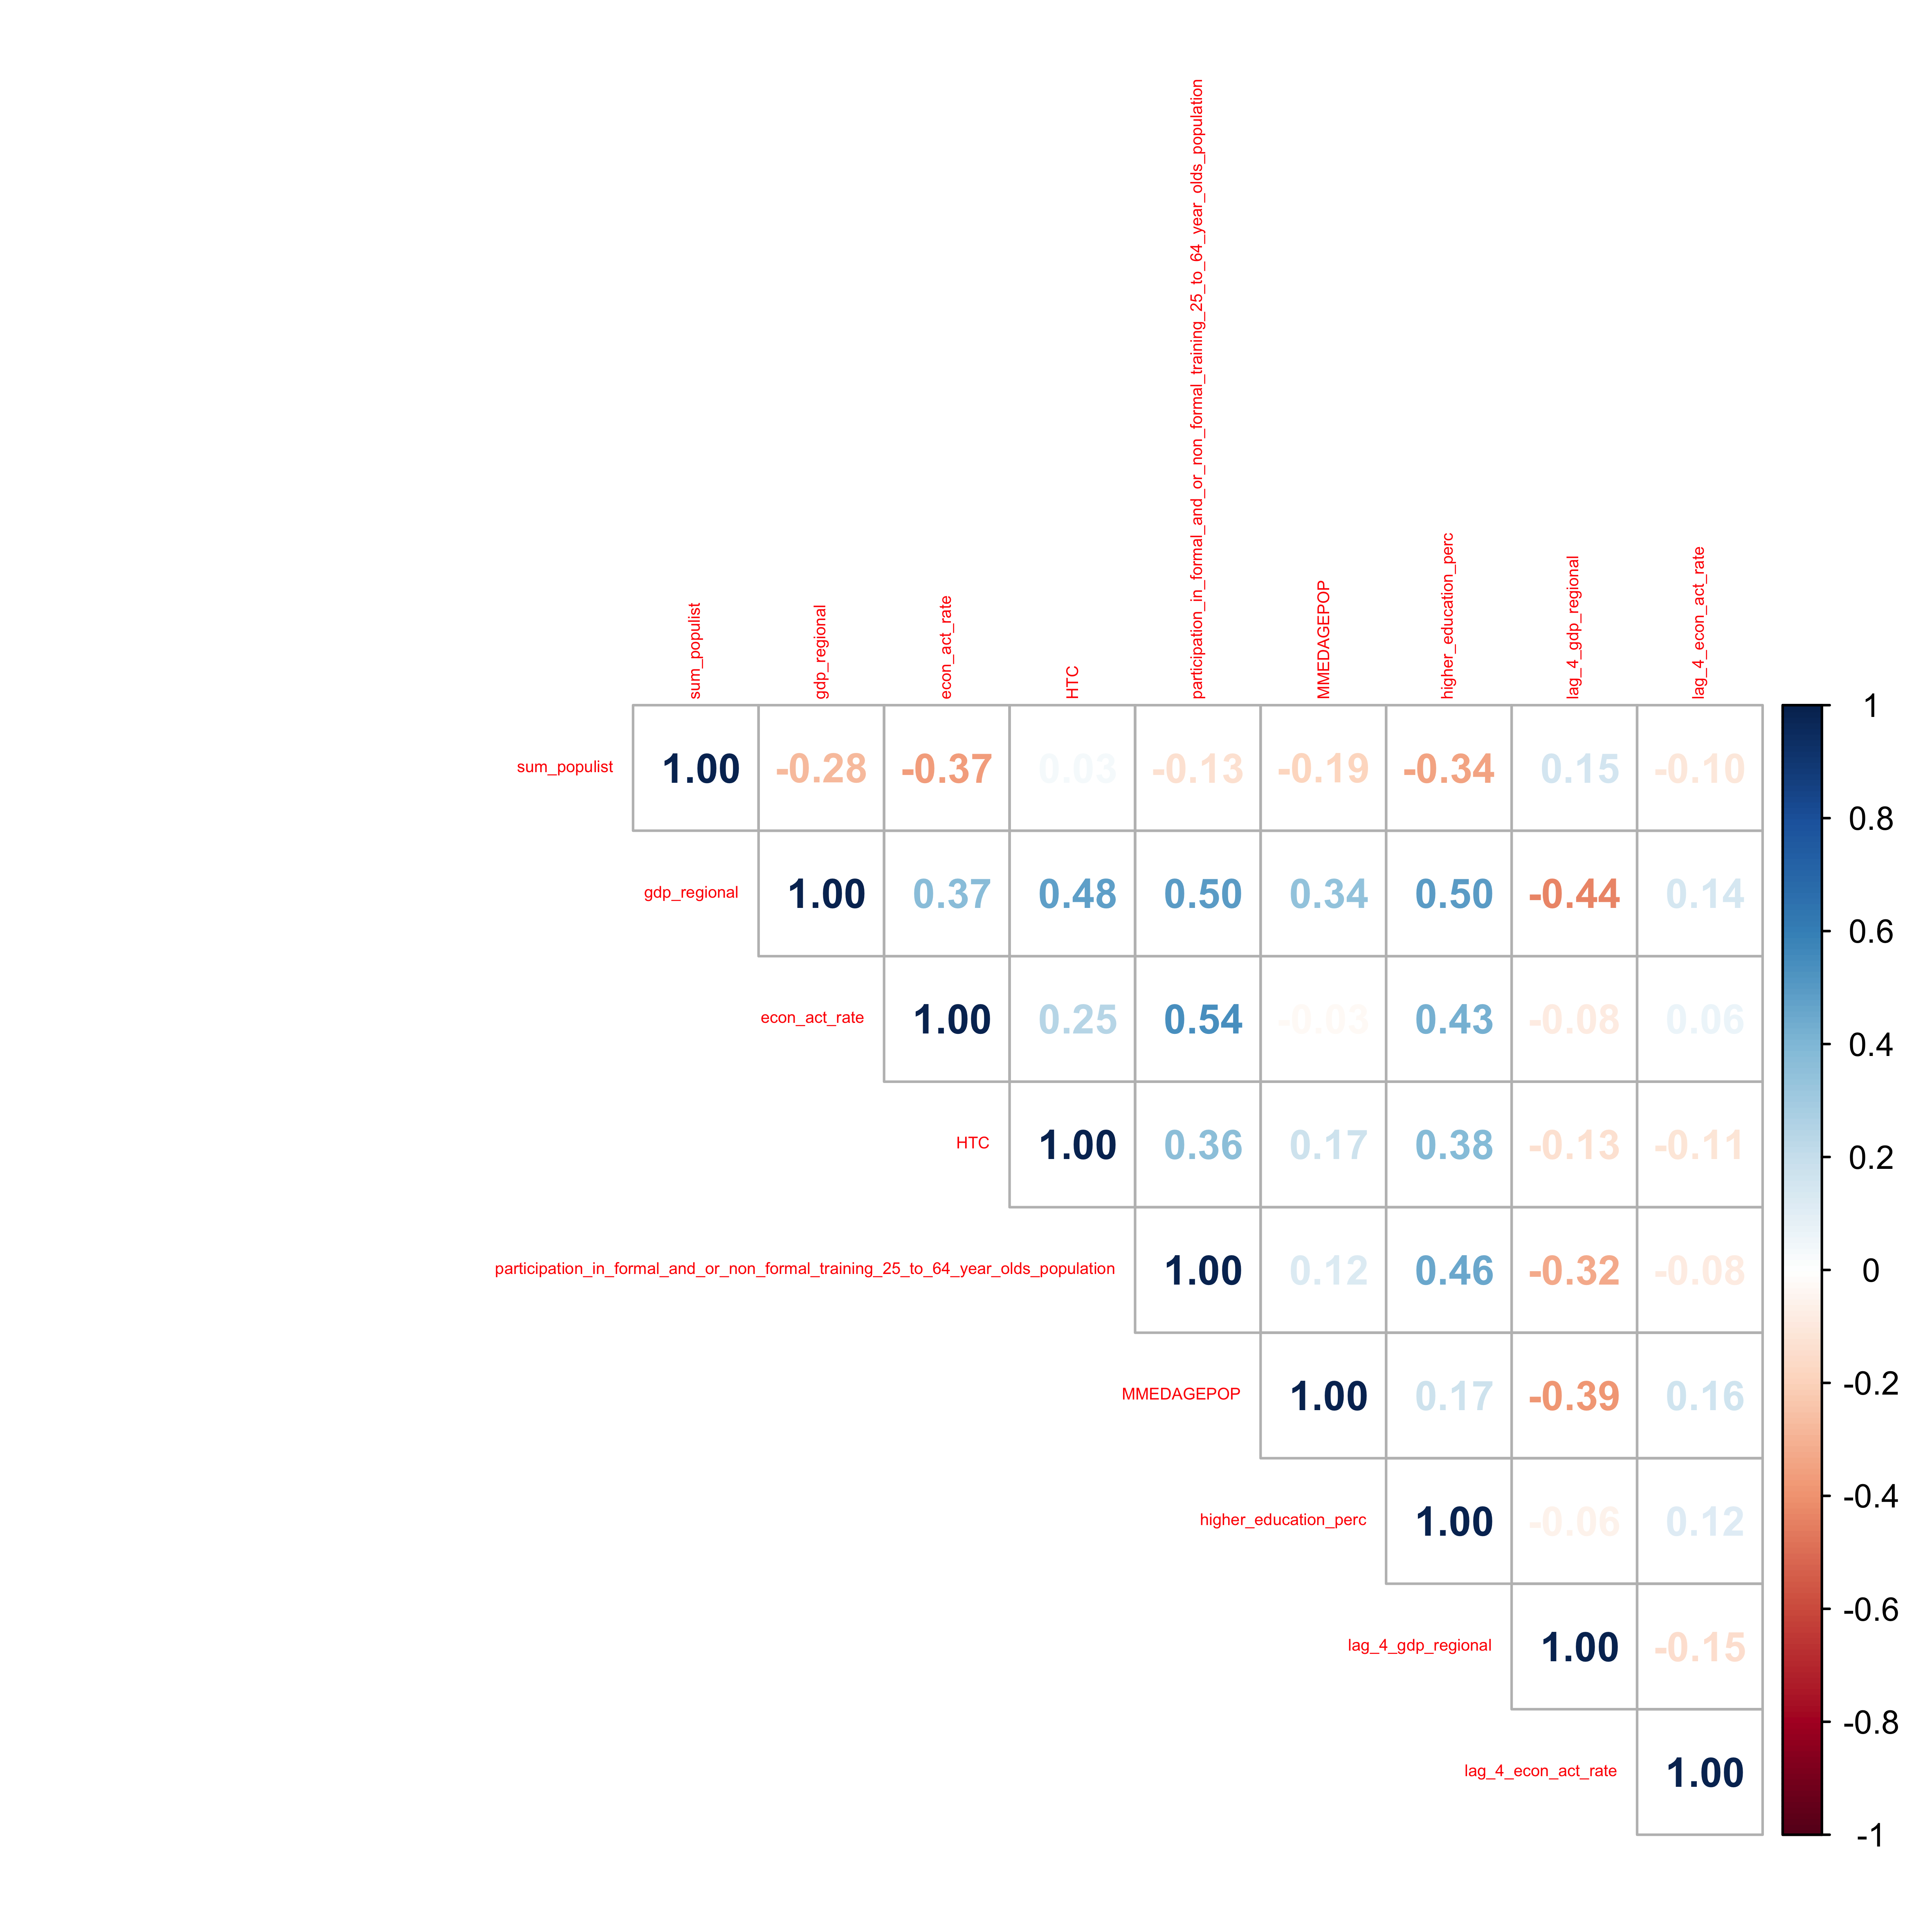 participation_in_formal_and_or_non_formal_training_25_to_64_year_olds_population
sum_populist
gdp_regional
econ_act_rate
HTC
MMEDAGEPOP
higher_education_perc
lag_4_gdp_regional
lag_4_econ_act_rate
sum_populist 1.00 -0.28 -0.37 0.03 -0.13 -0.19 -0.34 0.15 -0.10
gdp_regional 1.00 0.37 0.48 0.50 0.34 0.50 -0.44 0.14
econ_act_rate 1.00 0.25 0.54 -0.03 0.43 -0.08 0.06
HTC 1.00 0.36 0.17 0.38 -0.13 -0.11
participation_in_formal_and_or_non_formal_training_25_to_64_year_olds_population 1.00 0.12 0.46 -0.32 -0.08
MMEDAGEPOP 1.00 0.17 -0.39 0.16
higher_education_perc 1.00 -0.06 0.12
lag_4_gdp_regional 1.00 -0.15
lag_4_econ_act_rate 1.00
1
0.8
0.6
0.4
0.2
0
-0.2
-0.4
-0.6
-0.8
-1